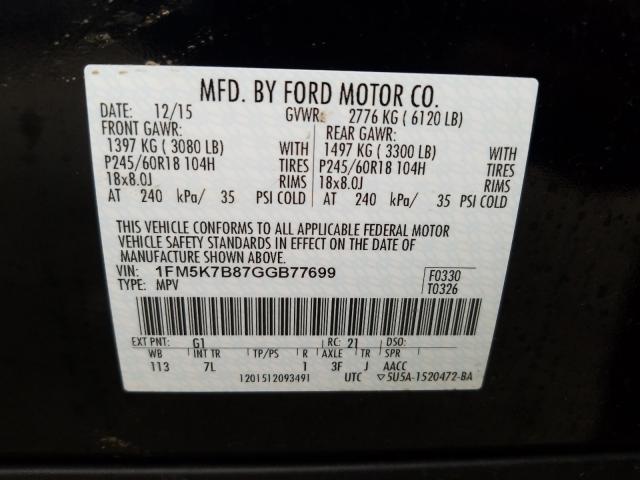 MFD. BY FORD MOTOR CO.
DATE: 12/15 GVWR: 2776 KG ( 6120 LB)
FRONT GAWR: REAR GAWR:
1397 KG ( 3080 LB) WITH 1497 KG ( 3300 LB) WITH
P245/60R18 104H TIRES P245/60R18 104H TIRES
18x8.0J RIMS 18x8.0J RIMS
AT 240 kPa/ 35 PSI COLD AT 240 kPa/ 35 PSI COLD
THIS VEHICLE CONFORMS TO ALL APPLICABLE FEDERAL MOTOR
VEHICLE SAFETY STANDARDS IN EFFECT ON THE DATE OF
MANUFACTURE SHOWN ABOVE.
VIN: 1FM5K7B87GGB77699 F0330
TYPE: MPV T0326
EXT PNT: G1 RC: 21 DSO:
WB INT TR TP/PS R AXLE TR SPR
113 7L 1 3F J AACC
1201512093491 UTC ▽5U5A-1520472-BA